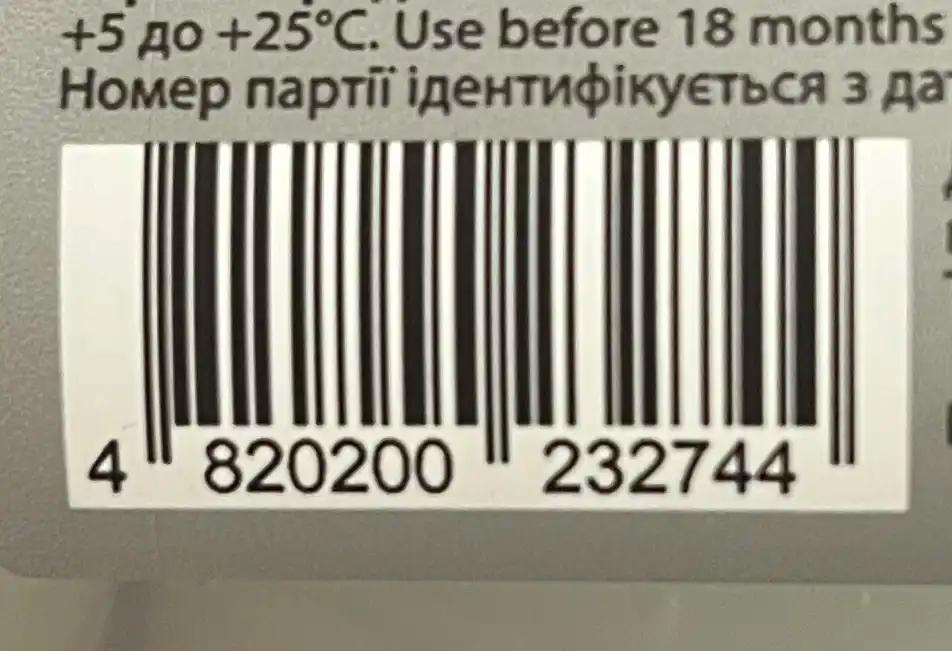 +5 до +25°C. Use before 18 months
Номер партії ідентифікується з да
4 820200 232744